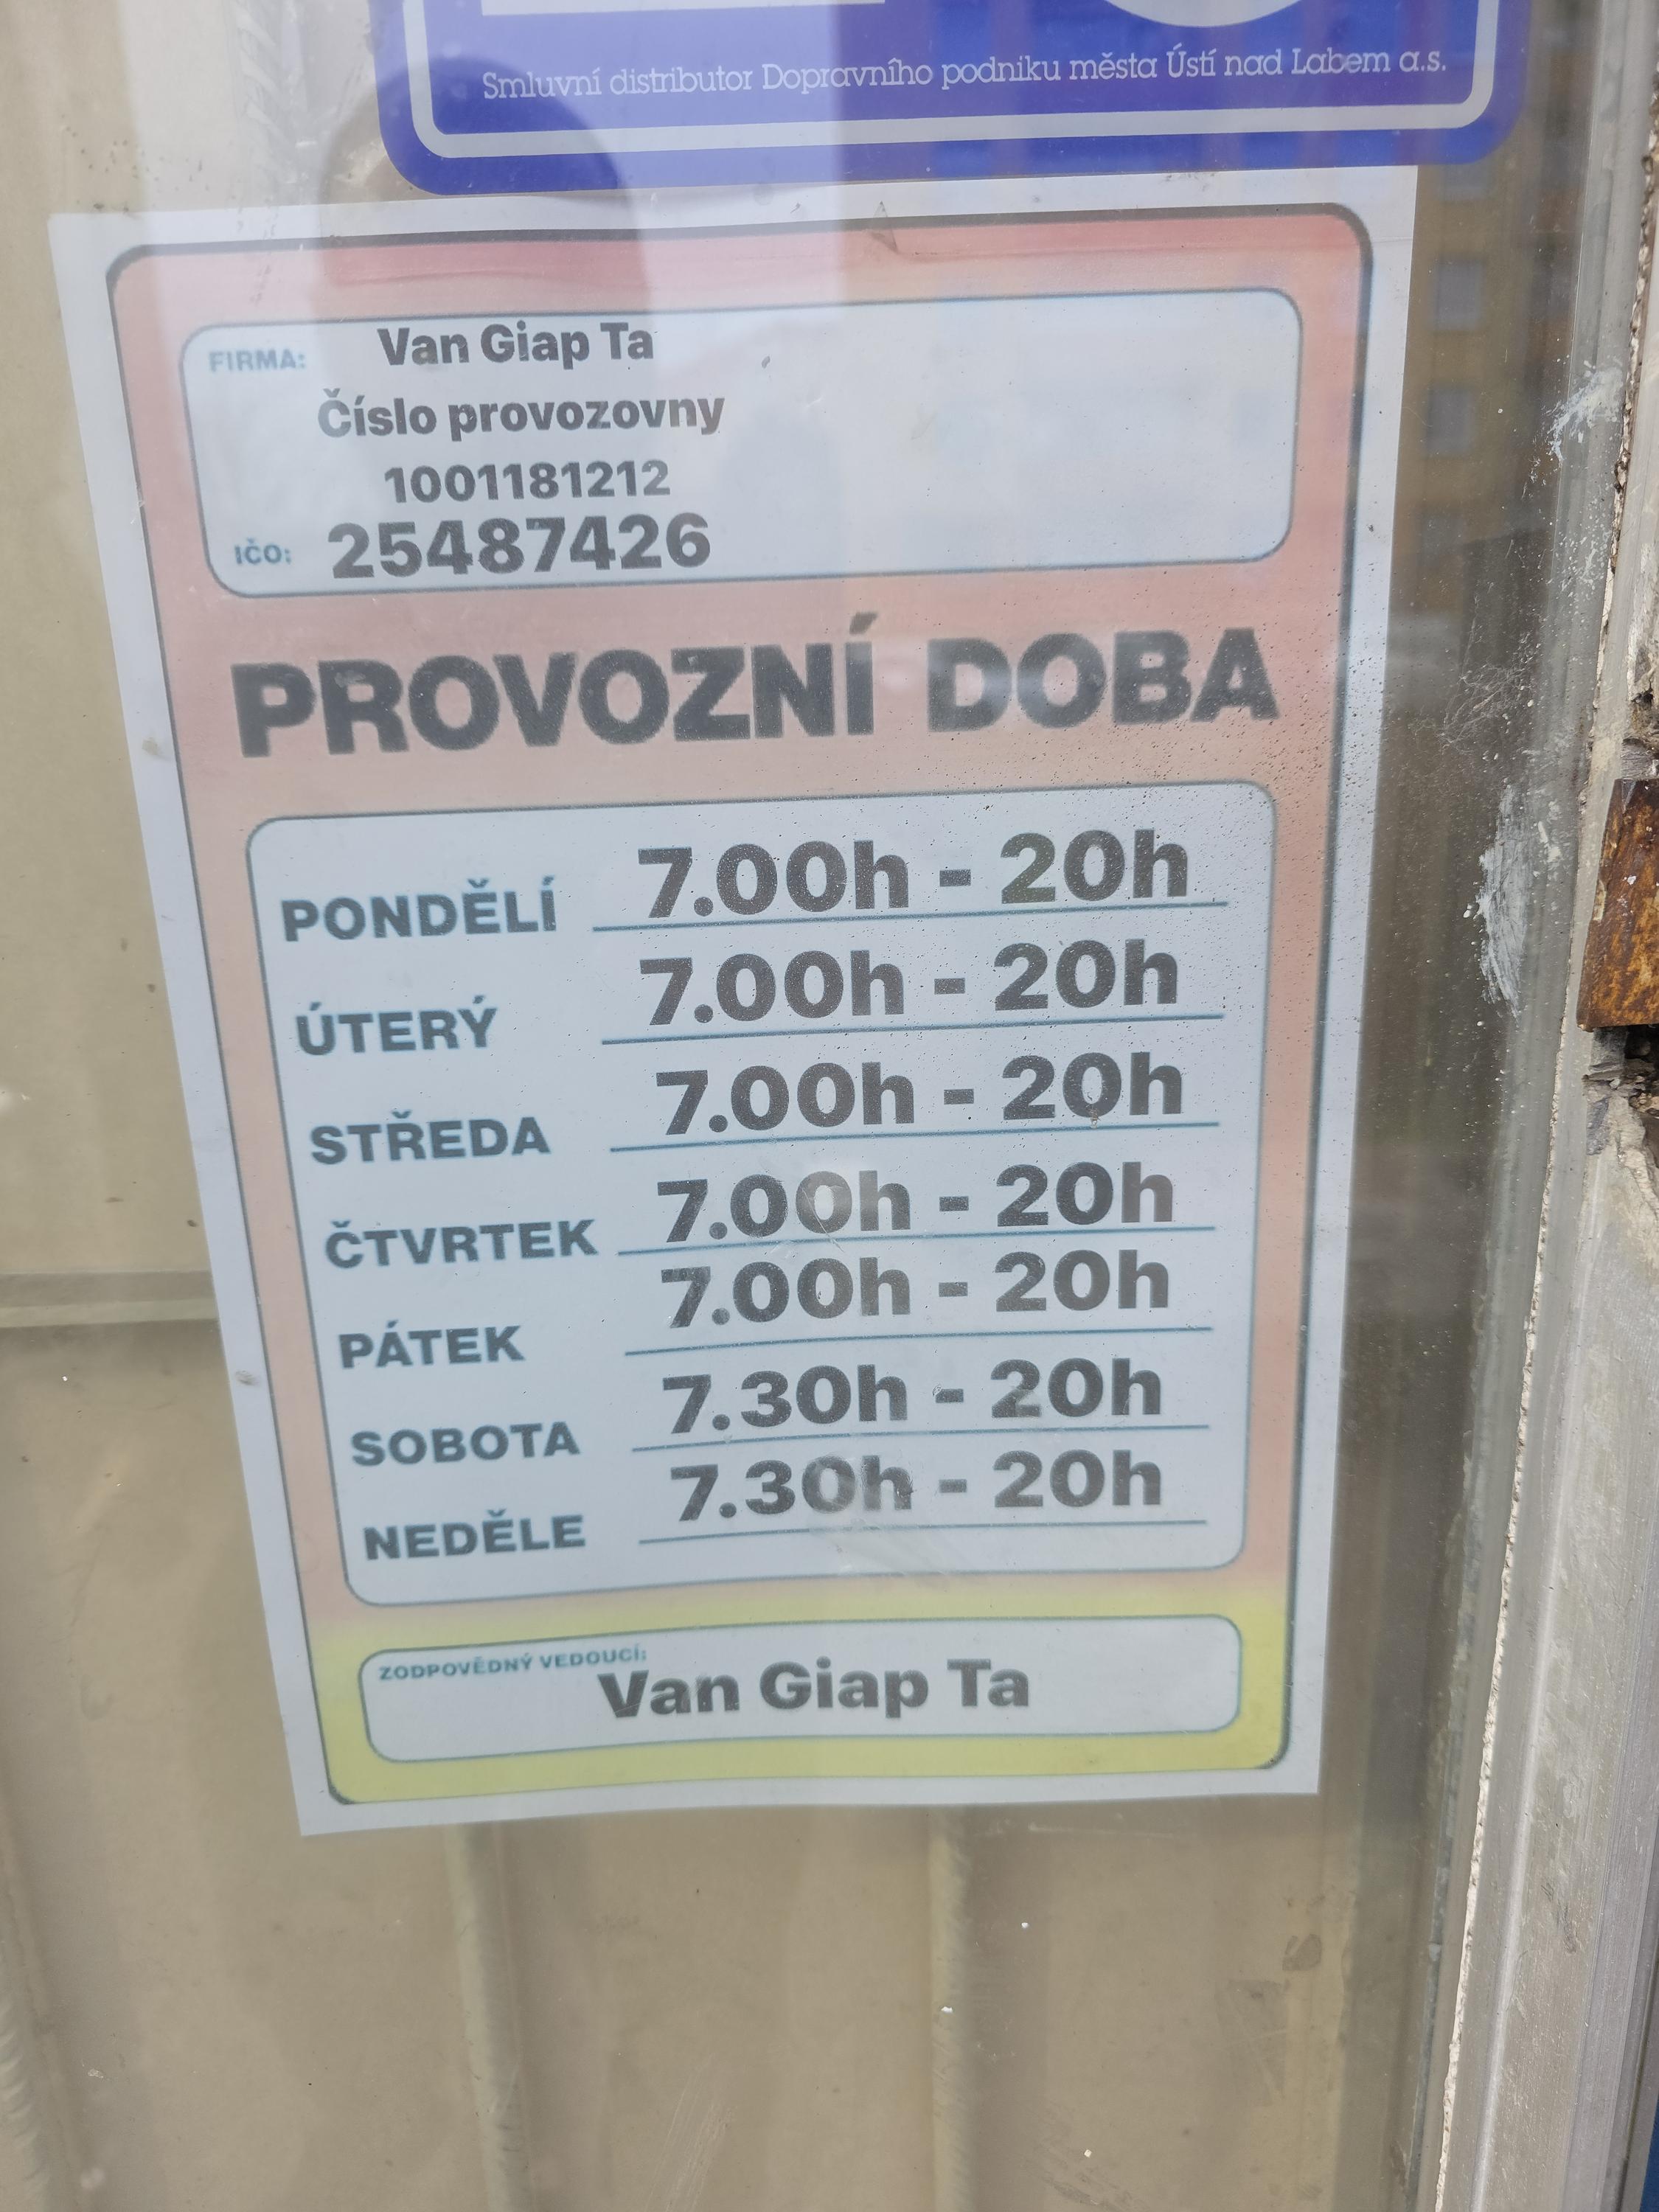 Smluvní distributor Dopravního podniku města Ústí nad Labem a.s.
FIRMA: Van Giap Ta
Číslo provozovny
1001181212
IČO: 25487426
PROVOZNÍ DOBA
PONDĚLÍ 7.00h - 20h
ÚTERÝ 7.00h - 20h
STŘEDA 7.00h - 20h
ČTVRTEK 7.00h - 20h
PÁTEK 7.00h - 20h
SOBOTA 7.30h - 20h
NEDĚLE 7.30h - 20h
ZODPOVĚDNÝ VEDOUCÍ:
Van Giap Ta